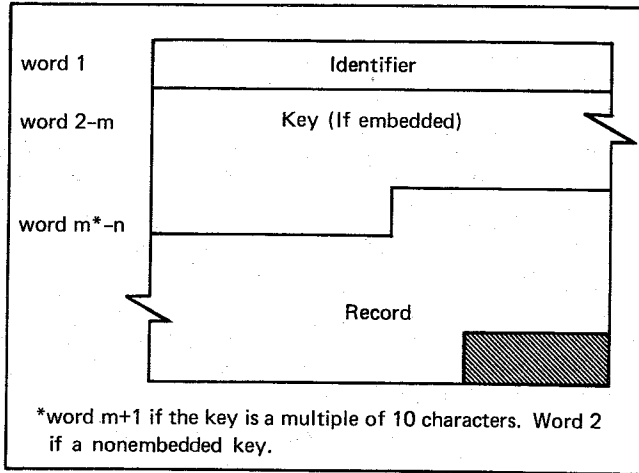 word 1
Identifier
word 2-m
Key (If embedded)
word m*-n
Record
*word m+1 if the key is a multiple of 10 characters. Word 2
if a nonembedded key.